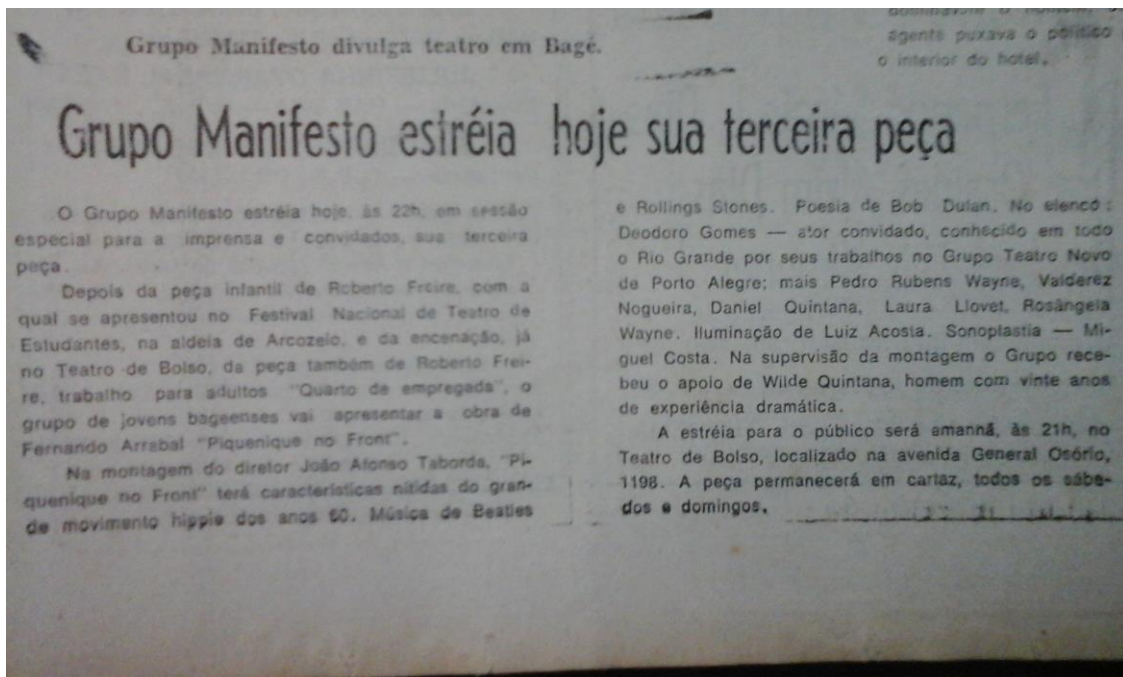 Grupo Manifesto divulga teatro em Bagé.
agente puxava o político
o interior do hotel.
Grupo Manifesto estréia hoje sua terceira peça
O Grupo Manifesto estréia hoje, às 22h, em sessão
especial para a imprensa e convidados, sua terceira
peça.
Depois da peça infantil de Roberto Freire, com a
qual se apresentou no Festival Nacional de Teatro de
Estudantes, na aldeia de Arcozelo, e da encenação, já
no Teatro de Bolso, da peça também de Roberto Frei-
re, trabalho para adultos "Quarto de empregada", o
grupo de jovens bageenses vai apresentar a obra de
Fernando Arrabal "Piquenique no Front".
Na montagem do diretor João Afonso Taborda, "Pi-
quenique no Front" terá características nítidas do gran-
de movimento hippie dos anos 60. Música de Beatles
e Rollings Stones. Poesia de Bob Dulan. No elenco:
Deodoro Gomes — ator convidado, conhecido em todo
o Rio Grande por seus trabalhos no Grupo Teatro Novo
de Porto Alegre; mais Pedro Rubens Wayne, Valderez
Nogueira, Daniel Quintana, Laura Llovet, Rosângela
Wayne. Iluminação de Luiz Acosta. Sonoplastia — Mi-
guel Costa. Na supervisão da montagem o Grupo rece-
beu o apoio de Wilde Quintana, homem com vinte anos
de experiência dramática.
A estréia para o público será amanhã, às 21h, no
Teatro de Bolso, localizado na avenida General Osório,
1198. A peça permanecerá em cartaz, todos os sába-
dos e domingos.